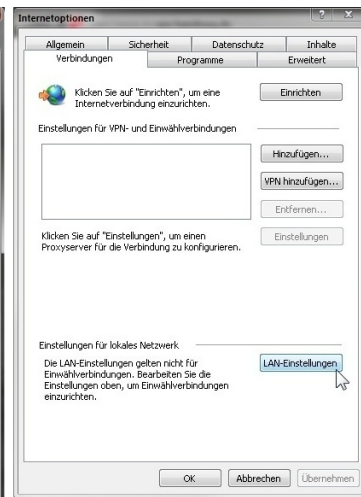 Internetoptionen
Allgemein Sicherheit Datenschutz Inhalte
Verbindungen Programme Erweitert
Klicken Sie auf "Einrichten", um eine
Internetverbindung einzurichten.
Einrichten
Einstellungen für VPN- und Einwählverbindungen
Hinzufügen...
VPN hinzufügen...
Entfernen...
Klicken Sie auf "Einstellungen", um einen
Proxyserver für die Verbindung zu konfigurieren.
Einstellungen
Einstellungen für lokales Netzwerk
Die LAN-Einstellungen gelten nicht für
Einwählverbindungen. Bearbeiten Sie die
Einstellungen oben, um Einwählverbindungen
einzurichten.
LAN-Einstellungen
OK Abbrechen Übernehmen